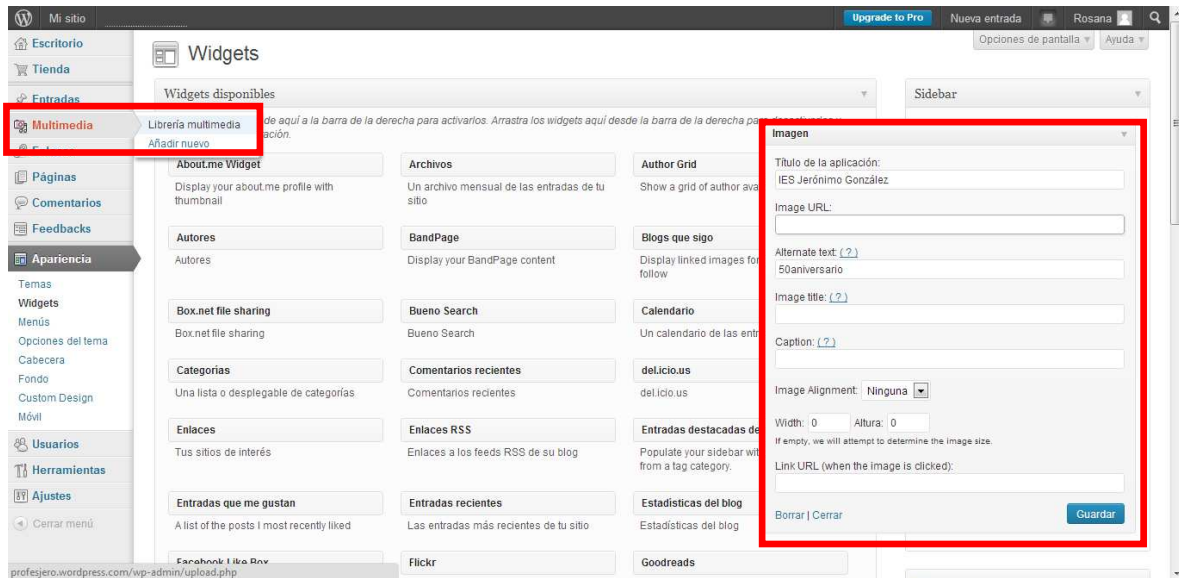 Mi sitio
Upgrade to Pro
Nueva entrada
Rosana
Opciones de pantalla
Ayuda
Escritorio
Tienda
Entradas
Multimedia
Librería multimedia
Añadir nuevo
Páginas
Comentarios
Feedbacks
Apariencia
Temas
Widgets
Menús
Opciones del tema
Cabecera
Fondo
Custom Design
Móvil
Usuarios
Herramientas
Ajustes
Cerrar menú
Widgets
Widgets disponibles
de aquí a la barra de la derecha para activarlos. Arrastra los widgets aquí desde la barra de la derecha para
About.me Widget
Display your about.me profile with
thumbnail
Archivos
Un archivo mensual de las entradas de tu
sitio
Author Grid
Show a grid of author
Autores
Autores
BandPage
Display your BandPage content
Blogs que sigo
Display linked images for
follow
Box.net file sharing
Box.net file sharing
Bueno Search
Bueno Search
Calendario
Un calendario de las
Categorías
Una lista o desplegable de categorías
Comentarios recientes
Comentarios recientes
del.icio.us
del.icio.us
Enlaces
Tus sitios de interés
Enlaces RSS
Enlaces a los feeds RSS de su blog
Entradas destacadas de
Populate your sidebar
from a tag category.
Entradas que me gustan
A list of the posts I most recently liked
Entradas recientes
Las entradas más recientes de tu sitio
Estadísticas del blog
Estadísticas del blog
Facebook Like Box
Flickr
Goodreads
Sidebar
Imagen
Título de la aplicación:
IES Jerónimo González
Image URL:
Alternate text: ( ? )
50aniversario
Image title: ( ? )
Caption: ( ? )
Image Alignment: Ninguna
Width: 0 Altura: 0
If empty, we will attempt to determine the image size.
Link URL (when the image is clicked):
Borrar | Cerrar
Guardar
profesjero.wordpress.com/wp-admin/upload.php